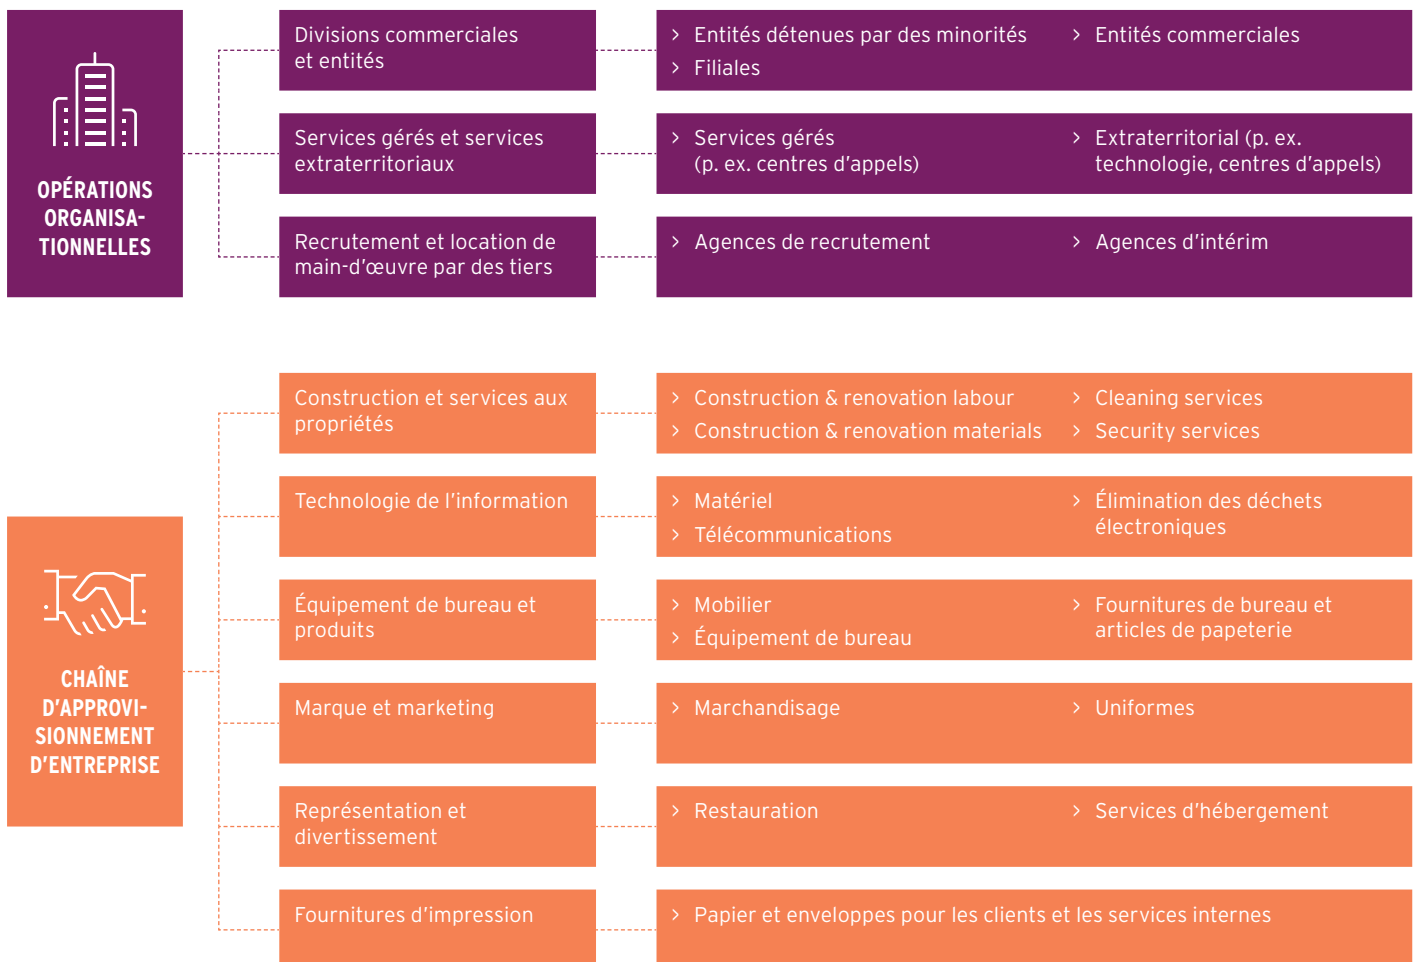 OPÉRATIONS
ORGANISA-
TIONNELLES
Divisions commerciales
et entités
> Entités détenues par des minorités
> Filiales
> Entités commerciales
Services gérés et services
extraterritoriaux
> Services gérés
(p. ex. centres d’appels)
> Extraterritorial (p. ex.
technologie, centres d’appels)
Recrutement et location de
main-d’œuvre par des tiers
> Agences de recrutement
> Agences d’intérim
CHAÎNE
D’APPROVI-
SIONNEMENT
D’ENTREPRISE
Construction et services aux
propriétés
> Construction & renovation labour
> Construction & renovation materials
> Cleaning services
> Security services
Technologie de l’information
> Matériel
> Télécommunications
> Élimination des déchets
électroniques
Équipement de bureau et
produits
> Mobilier
> Équipement de bureau
> Fournitures de bureau et
articles de papeterie
Marque et marketing
> Marchandisage
> Uniformes
Représentation et
divertissement
> Restauration
> Services d’hébergement
Fournitures d’impression
> Papier et enveloppes pour les clients et les services internes